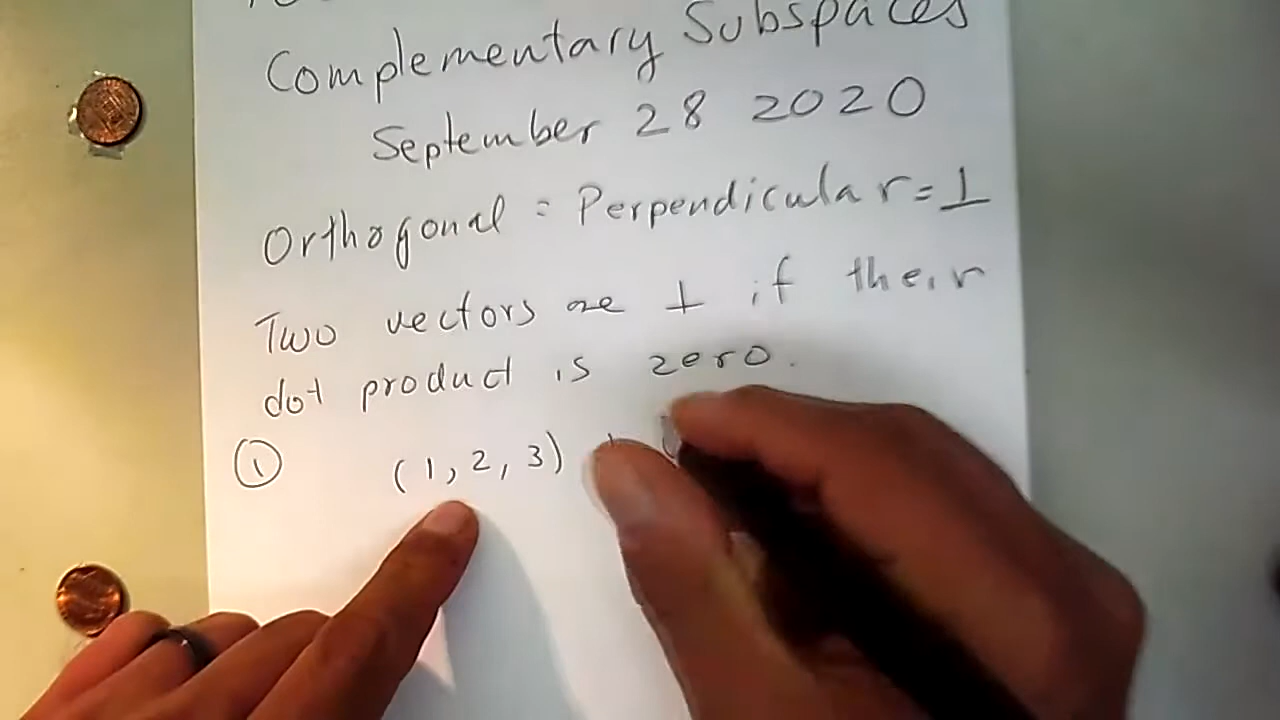 Complementary Subspaces
September 28 2020
Orthogonal = Perpendicular = ⊥
Two vectors are ⊥ if their
dot product is zero.
① (1, 2, 3)